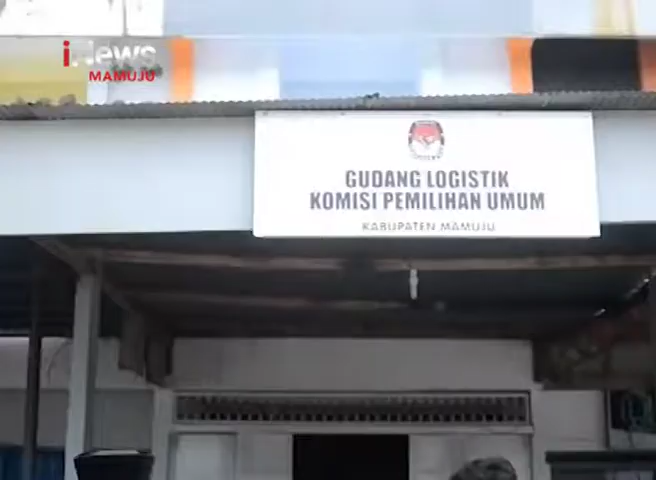 iNews
MAMUJU
GUDANG LOGISTIK
KOMISI PEMILIHAN UMUM
KABUPATEN MAMUJU